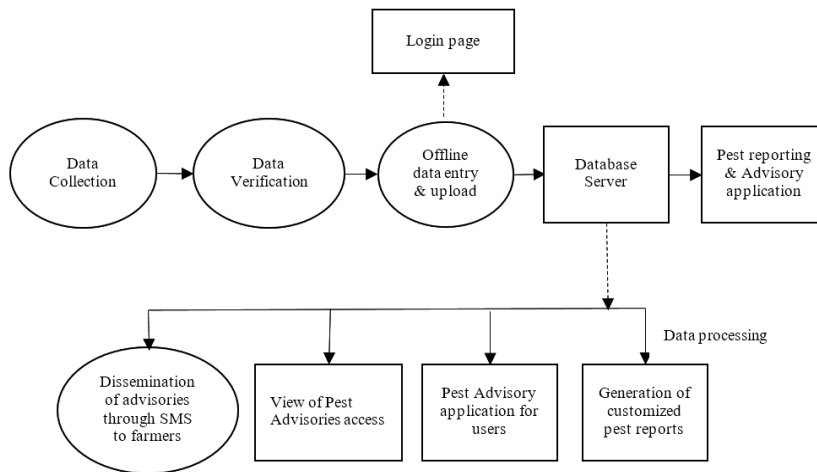 Login page
Data
Collection
Data
Verification
Offline
data entry
& upload
Database
Server
Pest reporting
& Advisory
application
Data processing
Dissemination
of advisories
through SMS
to farmers
View of Pest
Advisories access
Pest Advisory
application for
users
Generation of
customized
pest reports